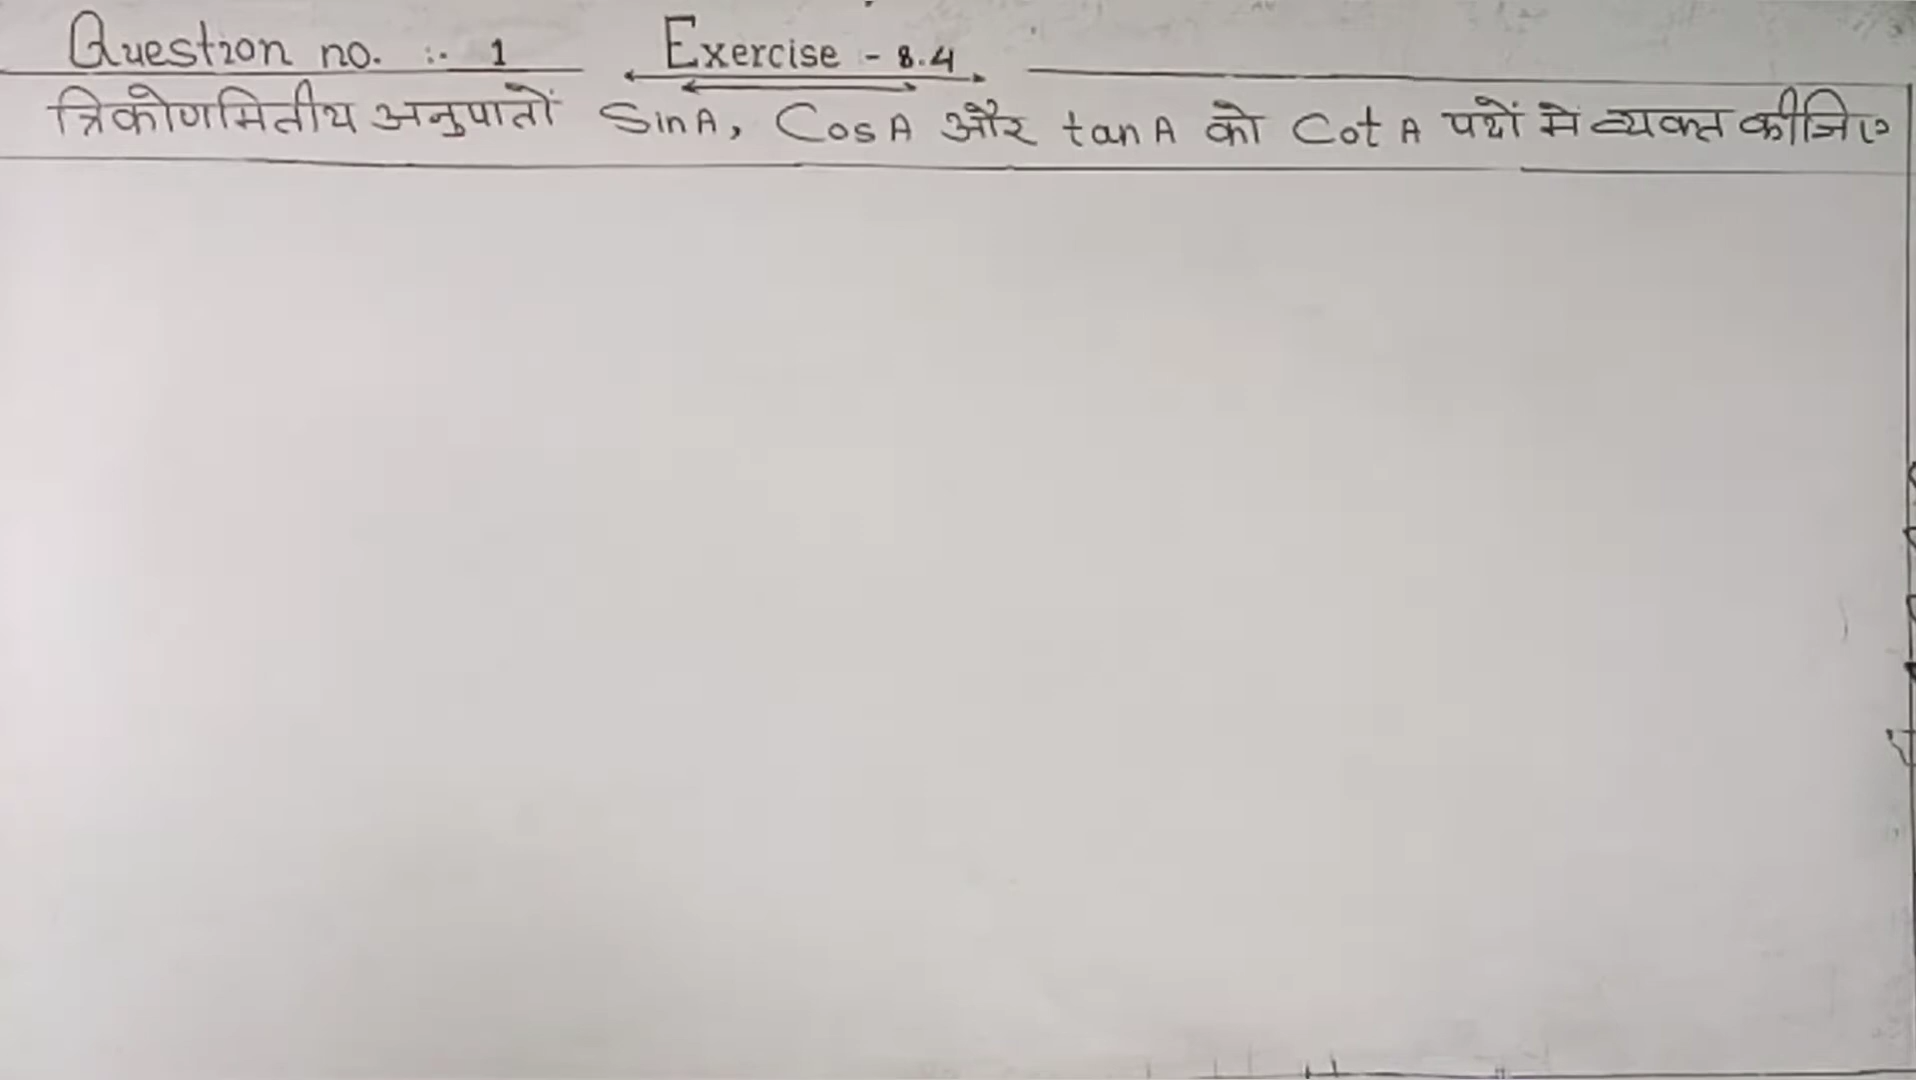 Question no. :- 1 Exercise - 8.4
त्रिकोणमितीय अनुपातों SinA, CosA और tanA को Cot A पदों में व्यक्त कीजिए